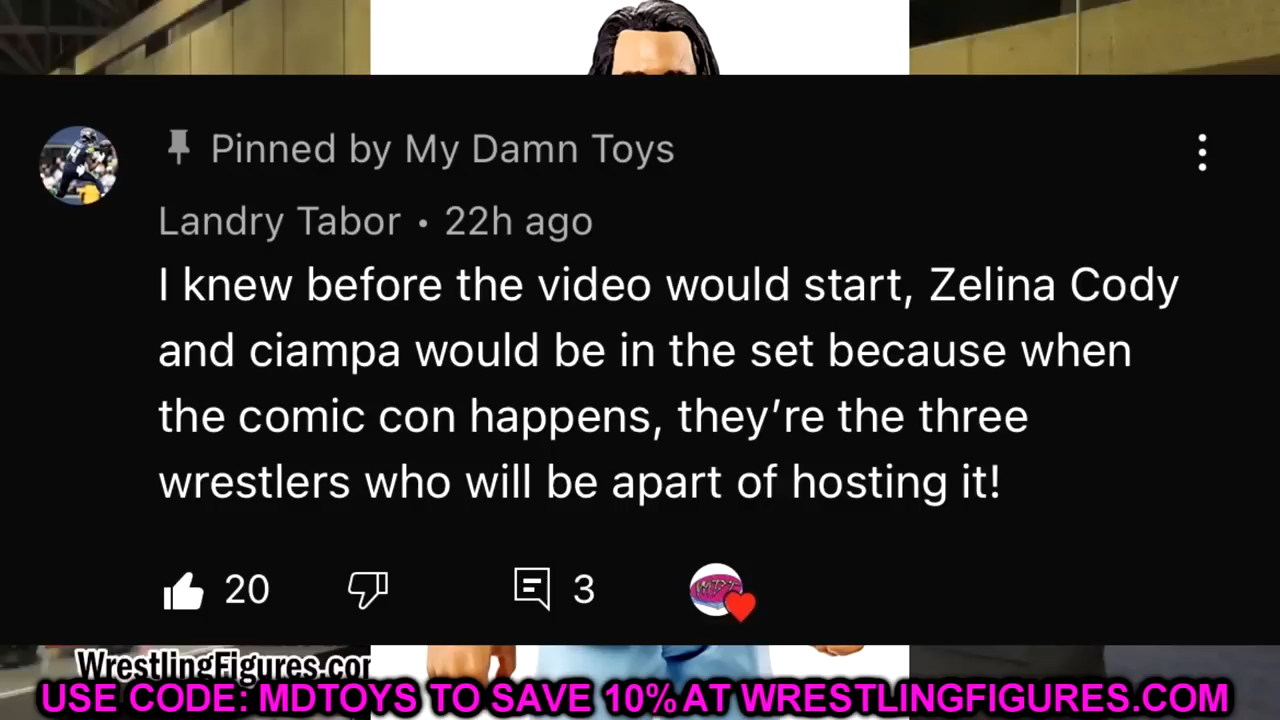 Pinned by My Damn Toys
Landry Tabor • 22h ago
I knew before the video would start, Zelina Cody
and ciampa would be in the set because when
the comic con happens, they're the three
wrestlers who will be apart of hosting it!
20
3
WrestlingFigures.com
USE CODE: MDTOYS TO SAVE 10% AT WRESTLINGFIGURES.COM